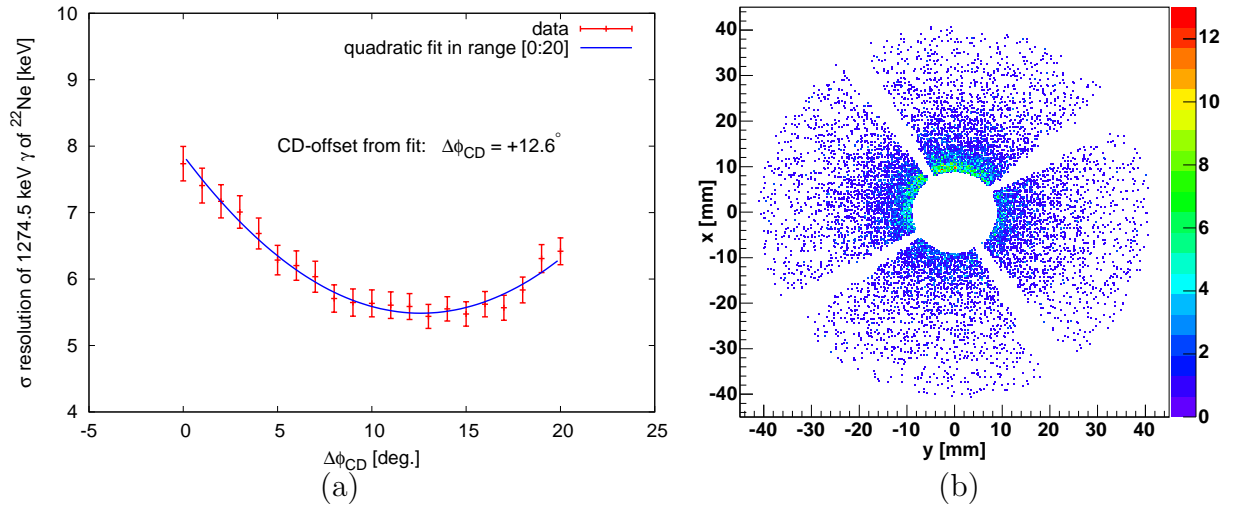 data
quadratic fit in range [0:20]
CD-offset from fit: Δϕ_CD = +12.6°
σ resolution of 1274.5 keV γ of ²²Ne [keV]
10
9
8
7
6
5
4
-5 0 5 10 15 20 25
Δϕ_CD [deg.]
(a)
x [mm]
40
30
20
10
0
-10
-20
-30
-40
-40 -30 -20 -10 0 10 20 30 40
y [mm]
12
10
8
6
4
2
0
(b)